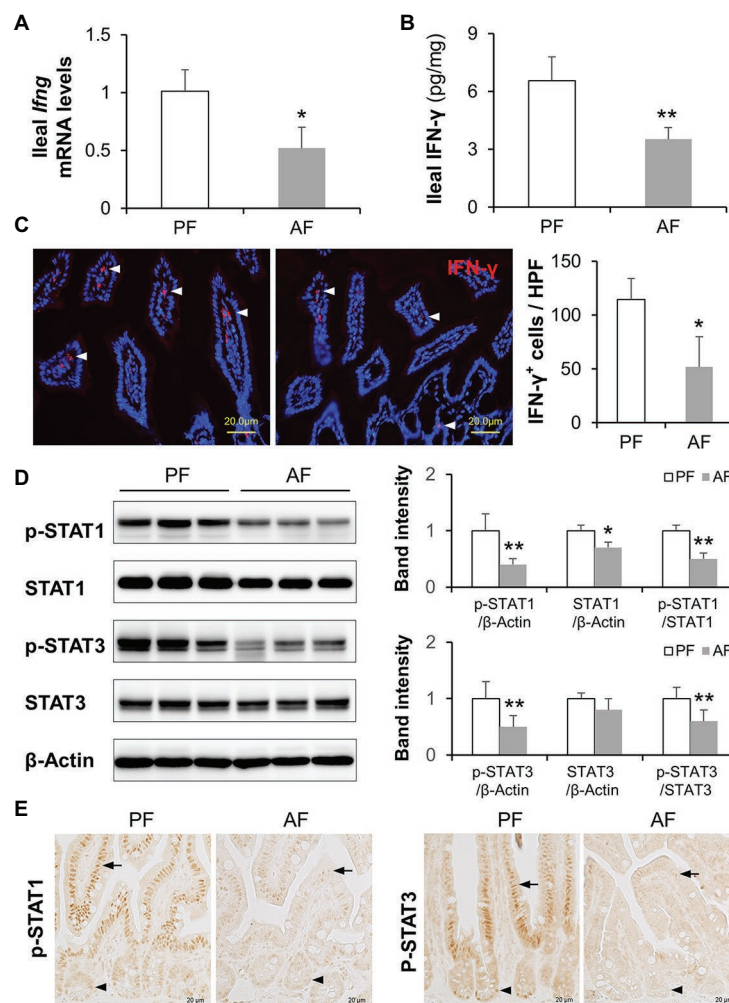 A
Ileal Ifng
mRNA levels
1.5
1
0.5
0
*
PF
AF
B
Ileal IFN-γ (pg/mg)
9
6
3
0
**
PF
AF
C
IFN-γ
20.0μm
20.0μm
IFN-γ+ cells / HPF
150
100
50
0
*
PF
AF
D
PF
AF
p-STAT1
STAT1
p-STAT3
STAT3
β-Actin
Band intensity
2
1
0
PF AF
**
*
**
p-STAT1
/β-Actin
STAT1
/β-Actin
p-STAT1
/STAT1
Band intensity
2
1
0
PF AF
**
**
p-STAT3
/β-Actin
STAT3
/β-Actin
p-STAT3
/STAT3
E
PF
AF
p-STAT1
20 μm
20 μm
PF
AF
P-STAT3
20 μm
20 μm